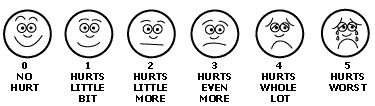 0 1 2 3 4 5
NO HURTS HURTS HURTS HURTS HURTS
HURT LITTLE LITTLE EVEN WHOLE WORST
BIT MORE MORE LOT